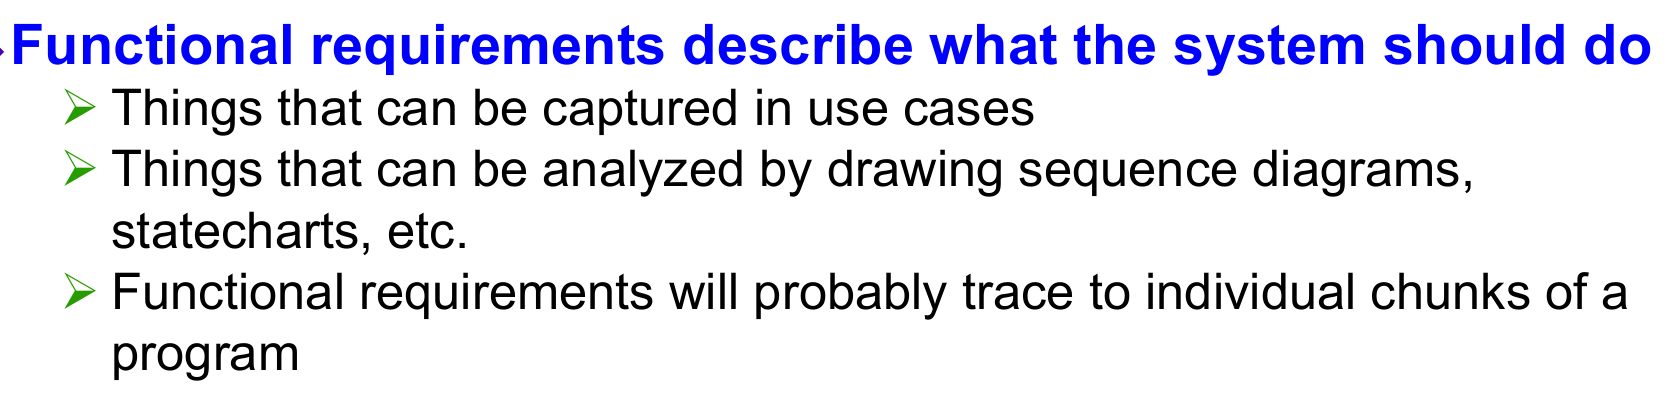 Functional requirements describe what the system should do
Things that can be captured in use cases
Things that can be analyzed by drawing sequence diagrams,
statecharts, etc.
Functional requirements will probably trace to individual chunks of a
program